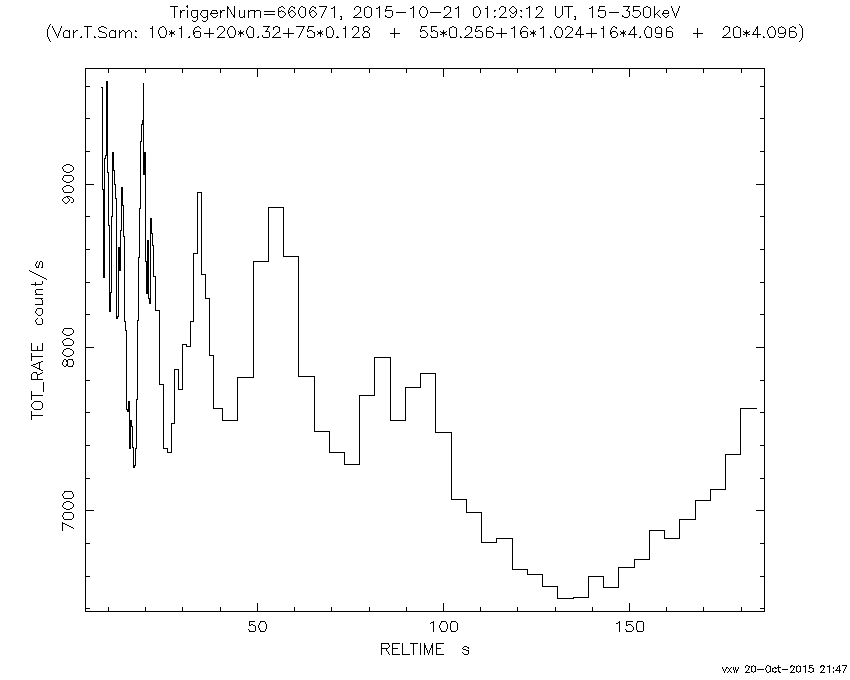 TriggerNum=660671, 2015-10-21 01:29:12 UT, 15-350keV
(Var.T.Sam: 10*1.6+20*0.32+75*0.128 + 55*0.256+16*1.024+16*4.096 + 20*4.096)
TOT_RATE count/s
9000
8000
7000
50 100 150
RELTIME s
vxw 20-Oct-2015 21:47